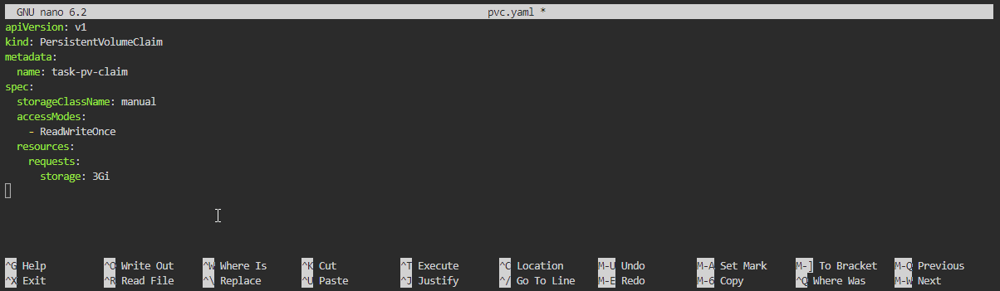 GNU nano 6.2 pvc.yaml *
apiVersion: v1
kind: PersistentVolumeClaim
metadata:
  name: task-pv-claim
spec:
  storageClassName: manual
  accessModes:
    - ReadWriteOnce
  resources:
    requests:
      storage: 3Gi
^G Help ^O Write Out ^W Where Is ^K Cut ^T Execute ^C Location M-U Undo M-A Set Mark M-] To Bracket M-Q Previous
^X Exit ^R Read File ^\ Replace ^U Paste ^J Justify ^/ Go To Line M-E Redo M-6 Copy ^Q Where Was M-W Next